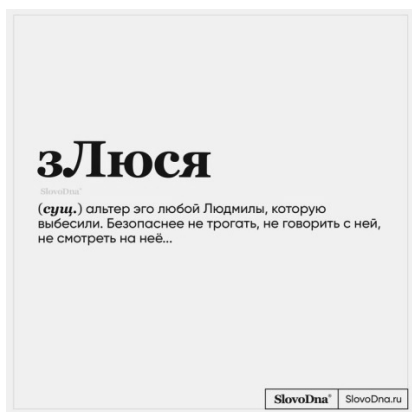 зЛюся
SlovoDna®
(сущ.) альтер эго любой Людмилы, которую
выбесили. Безопаснее не трогать, не говорить с ней,
не смотреть на неё...
SlovoDna® SlovoDna.ru